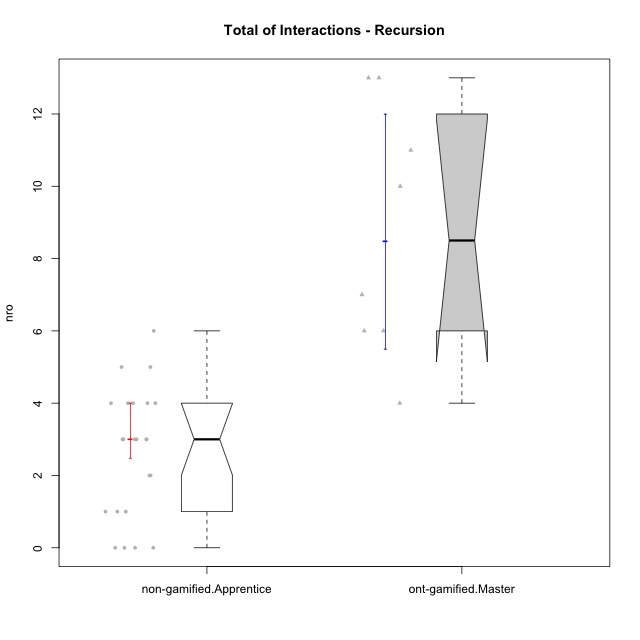 Total of Interactions - Recursion
nro
12
10
8
6
4
2
0
non-gamified.Apprentice
ont-gamified.Master